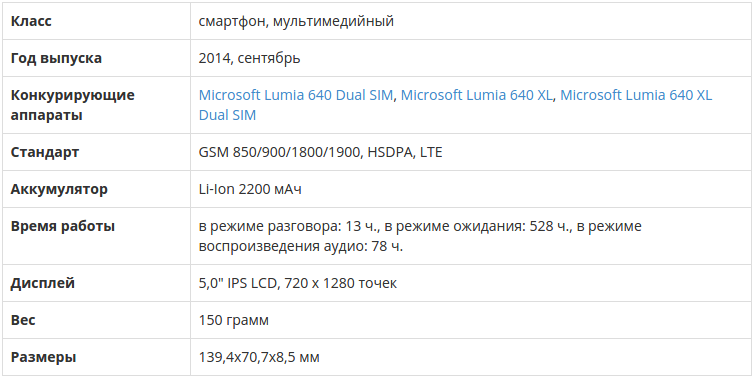 Класс смартфон, мультимедийный
Год выпуска 2014, сентябрь
Конкурирующие Microsoft Lumia 640 Dual SIM, Microsoft Lumia 640 XL, Microsoft Lumia 640 XL
аппараты Dual SIM
Стандарт GSM 850/900/1800/1900, HSDPA, LTE
Аккумулятор Li-Ion 2200 мАч
Время работы в режиме разговора: 13 ч., в режиме ожидания: 528 ч., в режиме
воспроизведения аудио: 78 ч.
Дисплей 5,0" IPS LCD, 720 x 1280 точек
Вес 150 грамм
Размеры 139,4x70,7x8,5 мм